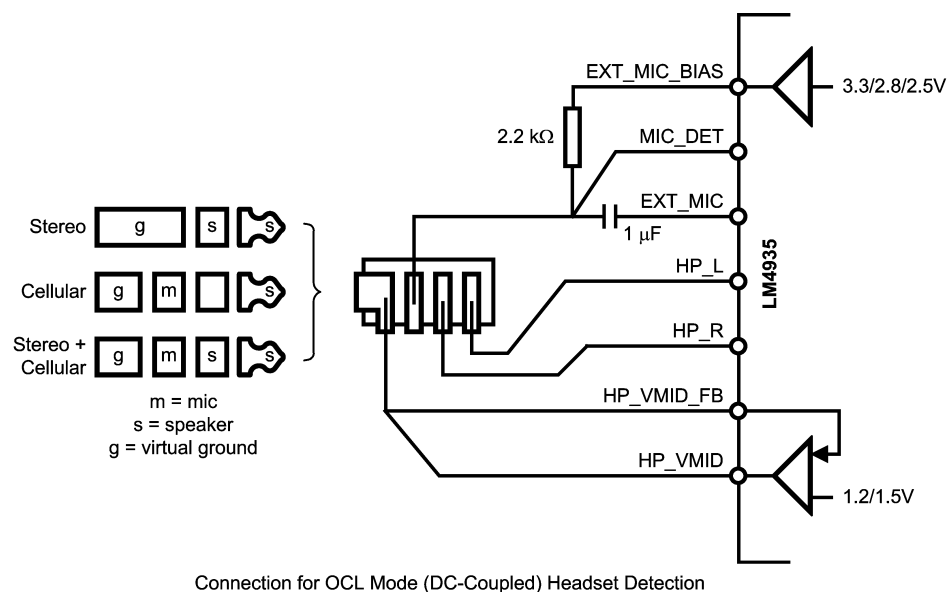 EXT_MIC_BIAS
3.3/2.8/2.5V
2.2 kΩ
MIC_DET
EXT_MIC
1 μF
Stereo g s s
Cellular g m s
Stereo +
Cellular g m s s
m = mic
s = speaker
g = virtual ground
HP_L
LM4935
HP_R
HP_VMID_FB
HP_VMID
1.2/1.5V
Connection for OCL Mode (DC-Coupled) Headset Detection